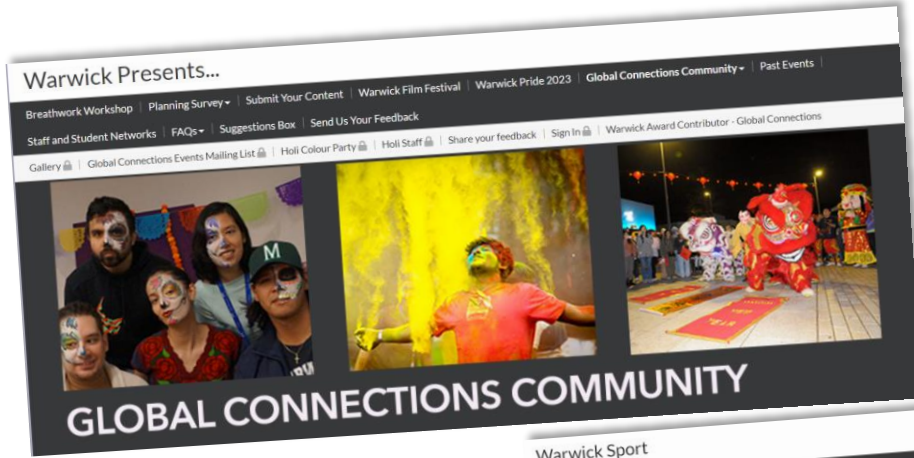 Warwick Presents...
Breathwork Workshop Planning Survey Submit Your Content Warwick Film Festival Warwick Pride 2023 Global Connections Community Past Events
Staff and Student Networks FAQs Suggestions Box Send Us Your Feedback
Gallery Global Connections Events Mailing List Holi Colour Party Holi Staff Share your feedback Sign In Warwick Award Contributor - Global Connections
M
GLOBAL CONNECTIONS COMMUNITY
Warwick Sport